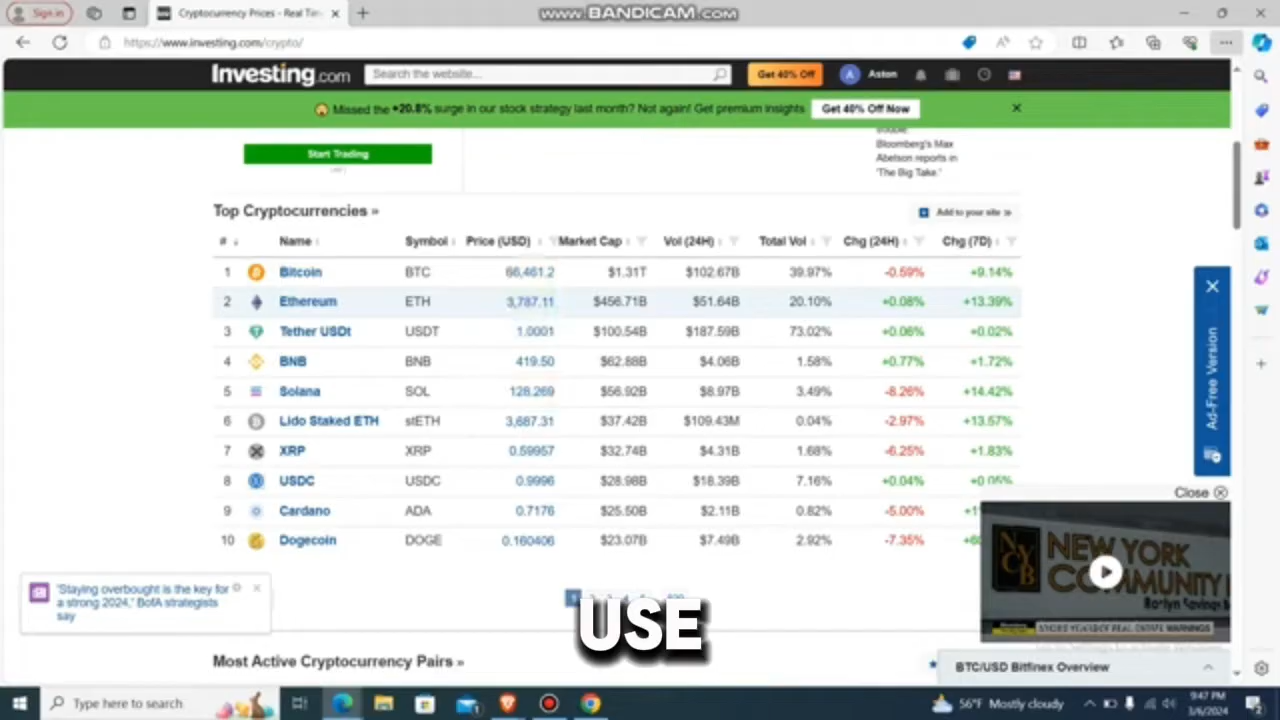 Sign in
Cryptocurrency Prices - Real Tim
www.BANDICAM.com
https://www.investing.com/crypto/
Investing.com
Search the website...
Get 40% Off
Aston
Missed the +20.8% surge in our stock strategy last month? Not again! Get premium insights
Get 40% Off Now
Start Trading
Bloomberg's Max
Abelson reports in
'The Big Take.'
Top Cryptocurrencies »
Add to your site »
# Name Symbol Price (USD) Market Cap Vol (24H) Total Vol Chg (24H) Chg (7D)
1 Bitcoin BTC 66,461.2 $1.31T $102.67B 39.97% -0.59% +9.14%
2 Ethereum ETH 3,787.11 $456.71B $51.64B 20.10% +0.08% +13.39%
3 Tether USDt USDT 1.0001 $100.54B $187.59B 73.02% +0.06% +0.02%
4 BNB BNB 419.50 $62.88B $4.06B 1.58% +0.77% +1.72%
5 Solana SOL 128.269 $56.92B $8.97B 3.49% -8.26% +14.42%
6 Lido Staked ETH stETH 3,687.31 $37.42B $109.43M 0.04% -2.97% +13.57%
7 XRP XRP 0.59957 $32.74B $4.31B 1.68% -6.25% +1.83%
8 USDC USDC 0.9996 $28.98B $18.39B 7.16% +0.04% +0.05%
9 Cardano ADA 0.7176 $25.50B $2.11B 0.82% -5.00%
10 Dogecoin DOGE 0.160406 $23.07B $7.49B 2.92% -7.35%
Ad-Free Version
Close
NYCB
NEW YORK
COMMUNITY
Roslyn Savings
'Staying overbought is the key for
a strong 2024,' BofA strategists
say
USE
Most Active Cryptocurrency Pairs »
BTC/USD Bitfinex Overview
Type here to search
56°F Mostly cloudy
9:47 PM
3/6/2024